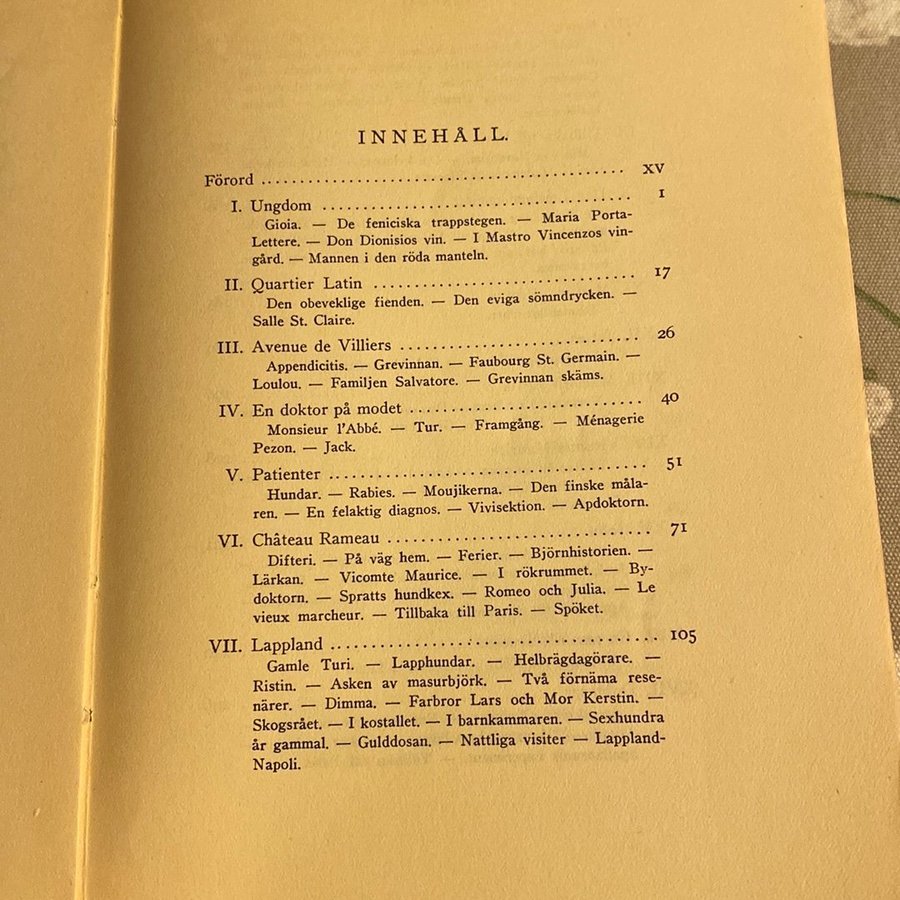 INNEHÅLL.
Förord ........................................ XV
I. Ungdom .................................... 1
Gioia. — De feniciska trappstegen. — Maria Porta-
Lettere. — Don Dionisios vin. — I Mastro Vincenzos vin-
gård. — Mannen i den röda manteln.
II. Quartier Latin .............................. 17
Den obeveklige fienden. — Den eviga sömndrycken. —
Salle St. Claire.
III. Avenue de Villiers ........................... 26
Appendicitis. — Grevinnan. — Faubourg St. Germain. —
Loulou. — Familjen Salvatore. — Grevinnan skäms.
IV. En doktor på modet .......................... 40
Monsieur l'Abbé. — Tur. — Framgång. — Ménagerie
Pezon. — Jack.
V. Patienter ................................... 51
Hundar. — Rabies. — Moujikerna. — Den finske måla-
ren. — En felaktig diagnos. — Vivisektion. — Apdoktorn.
VI. Château Rameau ............................. 71
Difteri. — På väg hem. — Ferier. — Björnhistorien. —
Lärkan. — Vicomte Maurice. — I rökrummet. — By-
doktorn. — Spratts hundkex. — Romeo och Julia. — Le
vieux marcheur. — Tillbaka till Paris. — Spöket.
VII. Lappland .................................. 105
Gamle Turi. — Lapphundar. — Helbrägdagörare. —
Ristin. — Asken av masurbjörk. — Två förnäma rese-
närer. — Dimma. — Farbror Lars och Mor Kerstin. —
Skogsrået. — I kostallet. — I barnkammaren. — Sexhundra
år gammal. — Gulddosan. — Nattliga visiter — Lappland-
Napoli.